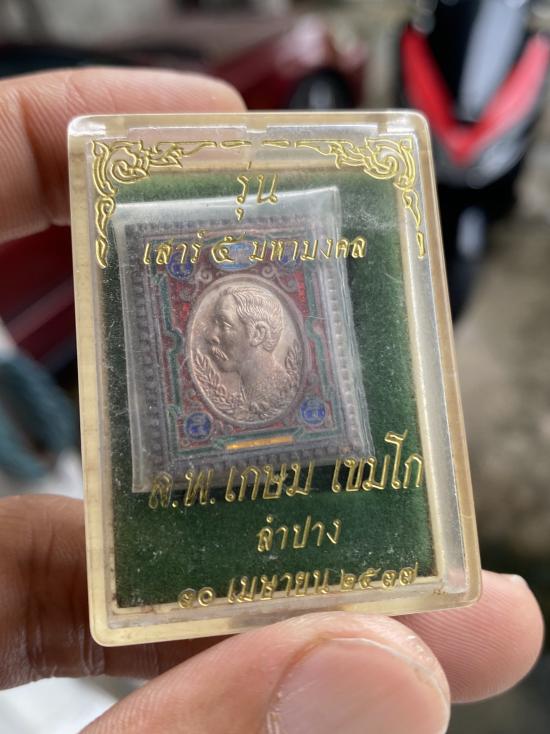 รุ่น
เสาร์ ๕ มหามงคล
ล.พ. เกษม เขมโก
ลำปาง
๓๐ เมษายน ๒๕๓๗